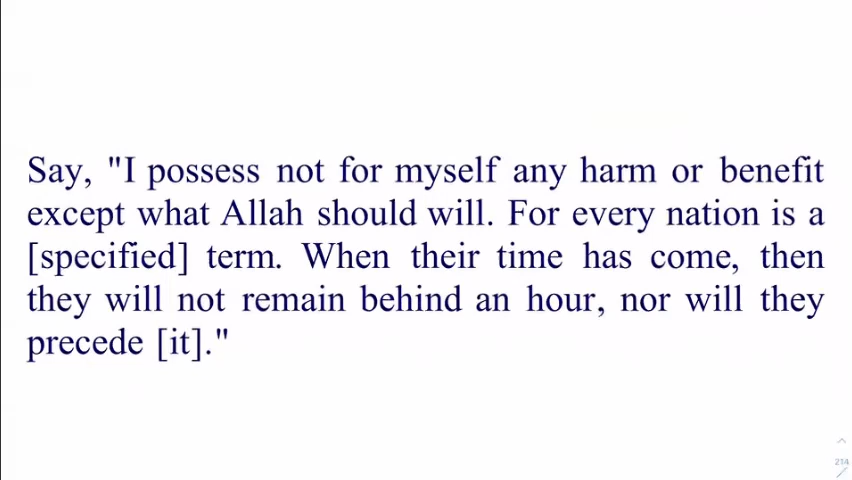 Say, "I possess not for myself any harm or benefit
except what Allah should will. For every nation is a
[specified] term. When their time has come, then
they will not remain behind an hour, nor will they
precede [it]."
214